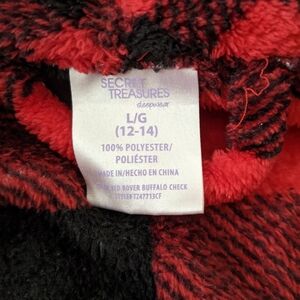 SECRET
TREASURES
sleepwear
L/G
(12-14)
100% POLYESTER/
POLIÉSTER
MADE IN/HECHO EN CHINA
RED ROVER BUFFALO CHECK